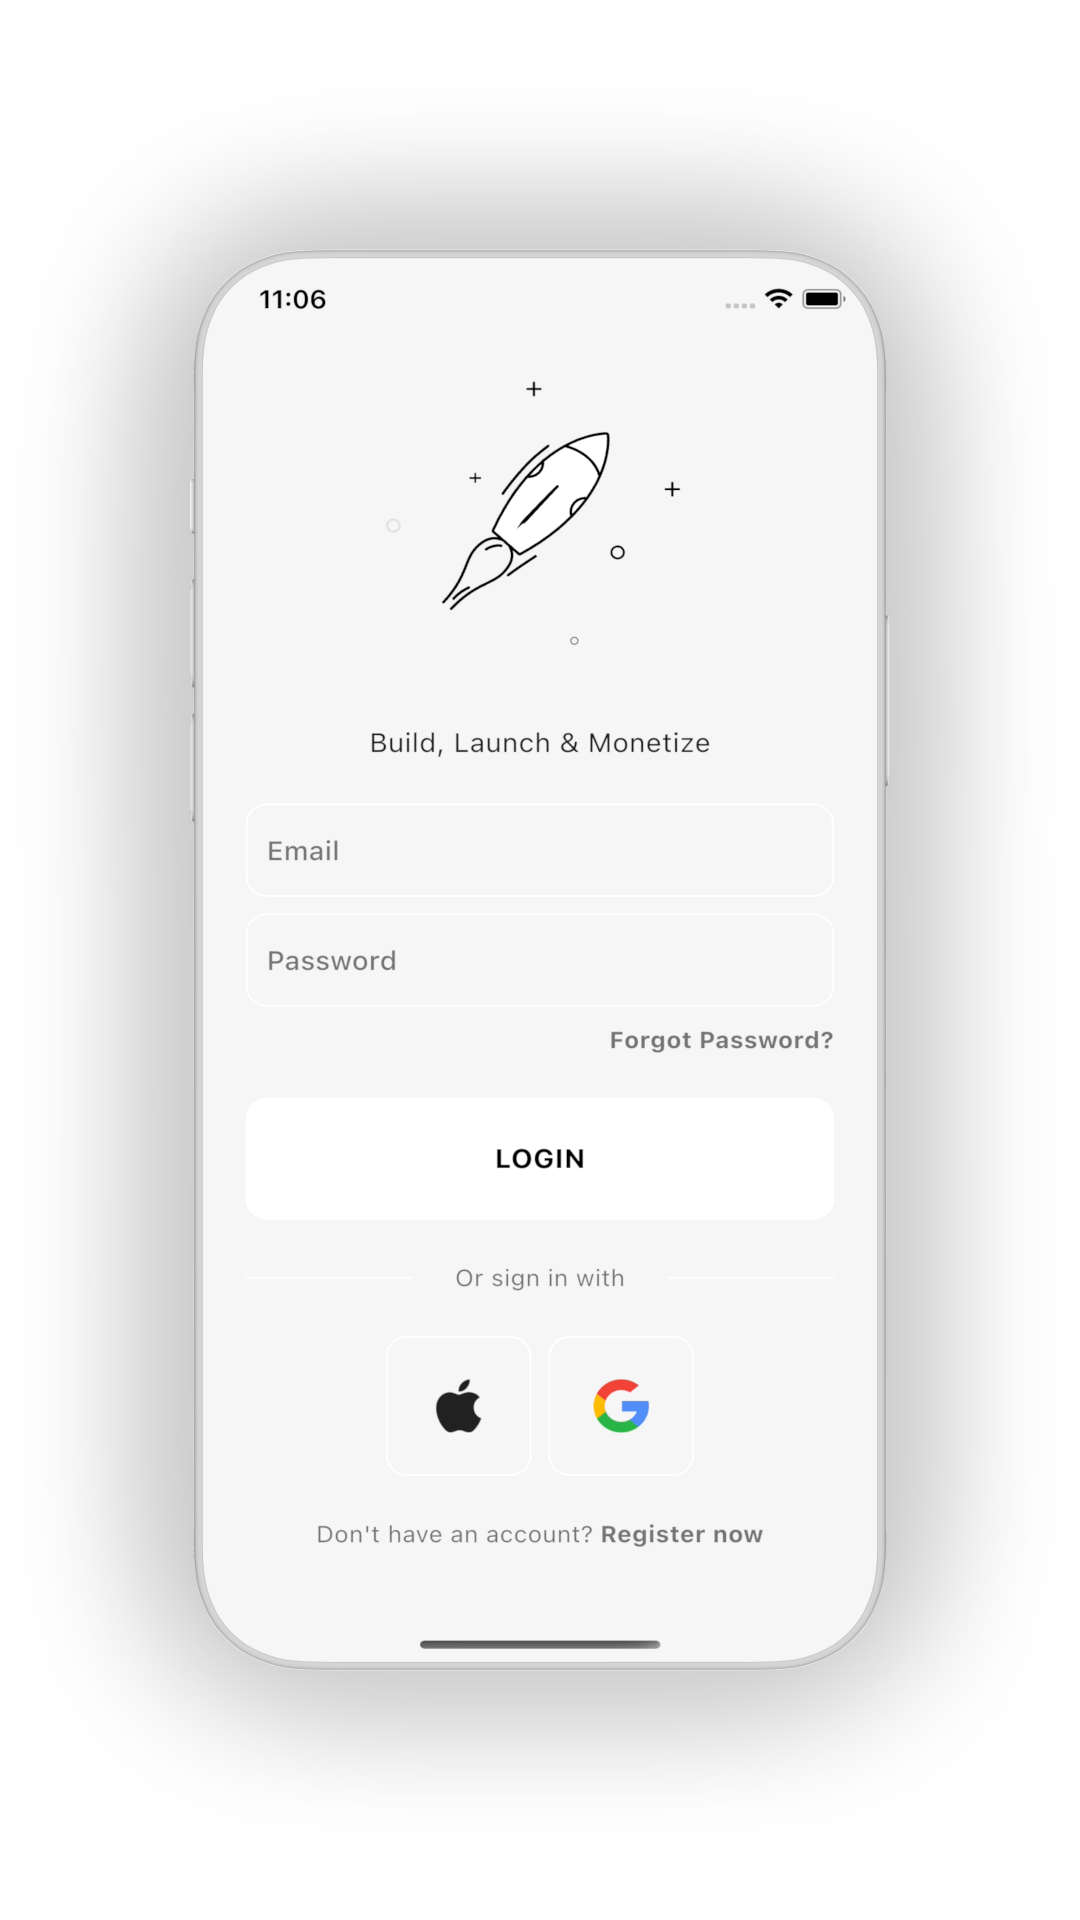 11:06
Build, Launch & Monetize
Email
Password
Forgot Password?
LOGIN
Or sign in with
Don't have an account? Register now